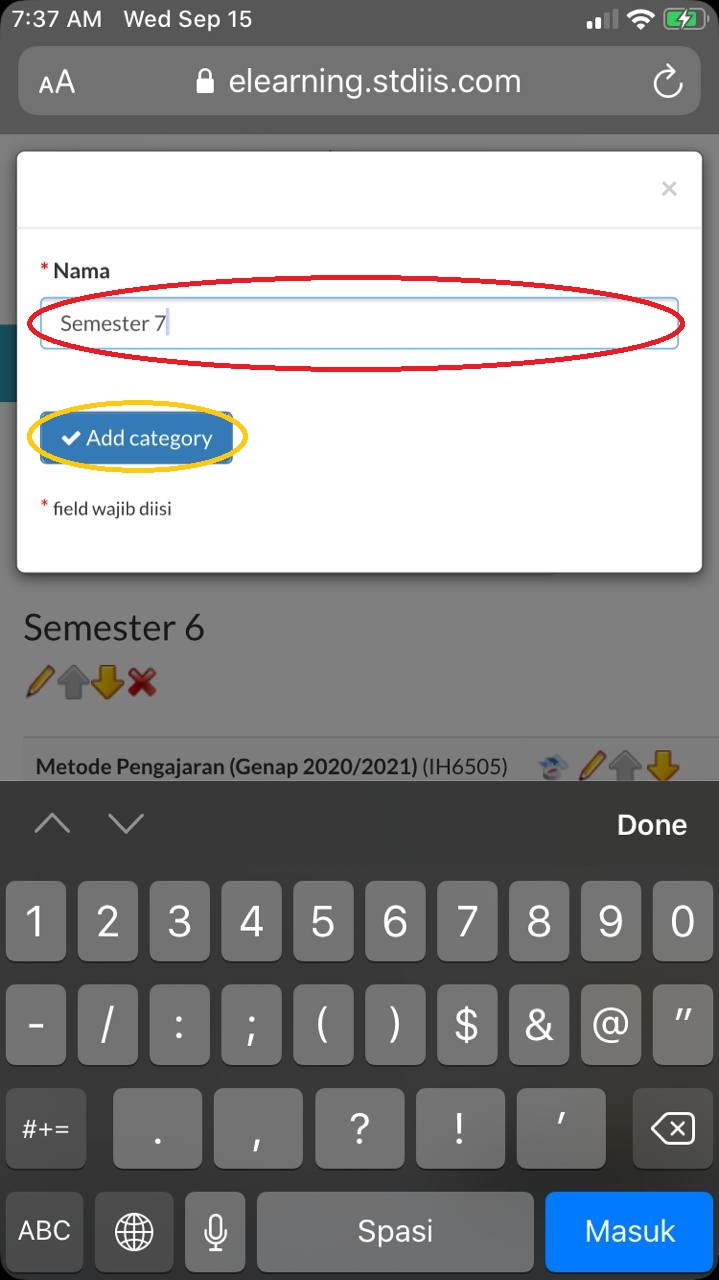 7:37 AM Wed Sep 15
AA elearning.stdiis.com
×
* Nama
Semester 7
Add category
* field wajib diisi
Semester 6
Metode Pengajaran (Genap 2020/2021) (IH6505)
Done
1 2 3 4 5 6 7 8 9 0
- / : ; ( ) $ & @ "
#+= . , ? ! '
ABC Spasi Masuk